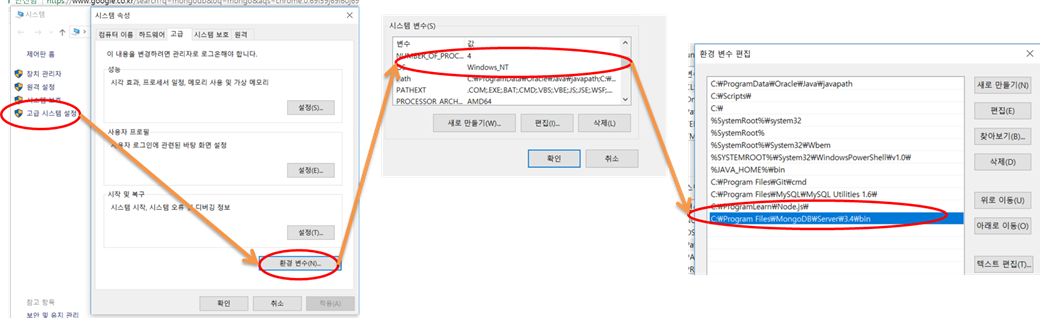 시스템
제어판 홈
장치 관리자
원격 설정
시스템 보호
고급 시스템 설정
참고 항목
보안 및 유지 관리
시스템 속성
컴퓨터 이름 하드웨어 고급 시스템 보호 원격
이 내용을 변경하려면 관리자로 로그온해야 합니다.
성능
시각 효과, 프로세서 일정, 메모리 사용 및 가상 메모리
설정(S)...
사용자 프로필
사용자 로그인에 관련된 바탕 화면 설정
설정(E)...
시작 및 복구
시스템 시작, 시스템 오류 및 디버깅 정보
설정(T)...
환경 변수(N)...
확인 취소 적용(A)
시스템 변수(S)
변수 값
NUMBER_OF_PROC... 4
OS Windows_NT
Path C:₩ProgramData₩Oracle₩Java₩javapath;C:₩...
PATHEXT .COM;.EXE;.BAT;.CMD;.VBS;.VBE;.JS;.JSE;.WSF;...
PROCESSOR ARCH... AMD64
새로 만들기(W)... 편집(I)... 삭제(L)
확인 취소
환경 변수 편집
C:₩ProgramData₩Oracle₩Java₩javapath
C:₩Scripts₩
C:₩
%SystemRoot%₩system32
%SystemRoot%
%SystemRoot%₩System32₩Wbem
%SYSTEMROOT%₩System32₩WindowsPowerShell₩v1.0₩
%JAVA_HOME%₩bin
C:₩Program Files₩Git₩cmd
C:₩Program Files₩MySQL₩MySQL Utilities 1.6₩
C:₩ProgramLearn₩Node.js₩
C:₩Program Files₩MongoDB₩Server₩3.4₩bin
새로 만들기(N)
편집(E)
찾아보기(B)...
삭제(D)
위로 이동(U)
아래로 이동(O)
텍스트 편집(T)...